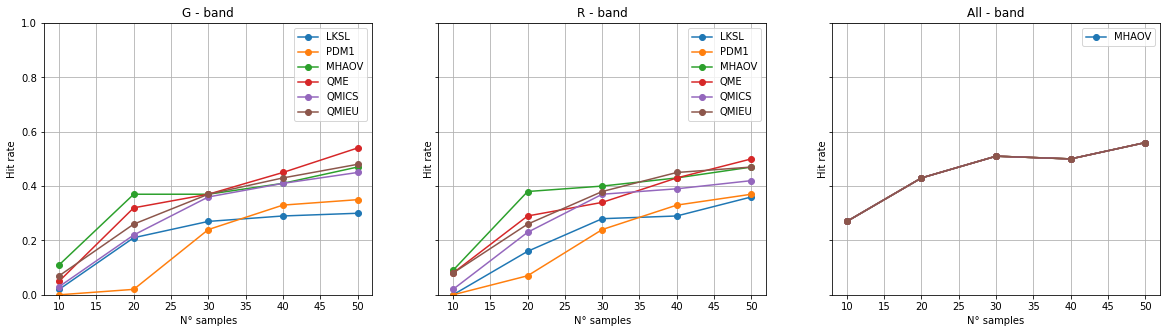 G - band
1.0
0.8
0.6
0.4
0.2
0.0
Hit rate
10 15 20 25 30 35 40 45 50
N° samples
LKSL
PDM1
MHAOV
QME
QMICS
QMIEU
R - band
Hit rate
10 15 20 25 30 35 40 45 50
N° samples
LKSL
PDM1
MHAOV
QME
QMICS
QMIEU
All - band
Hit rate
10 15 20 25 30 35 40 45 50
N° samples
MHAOV